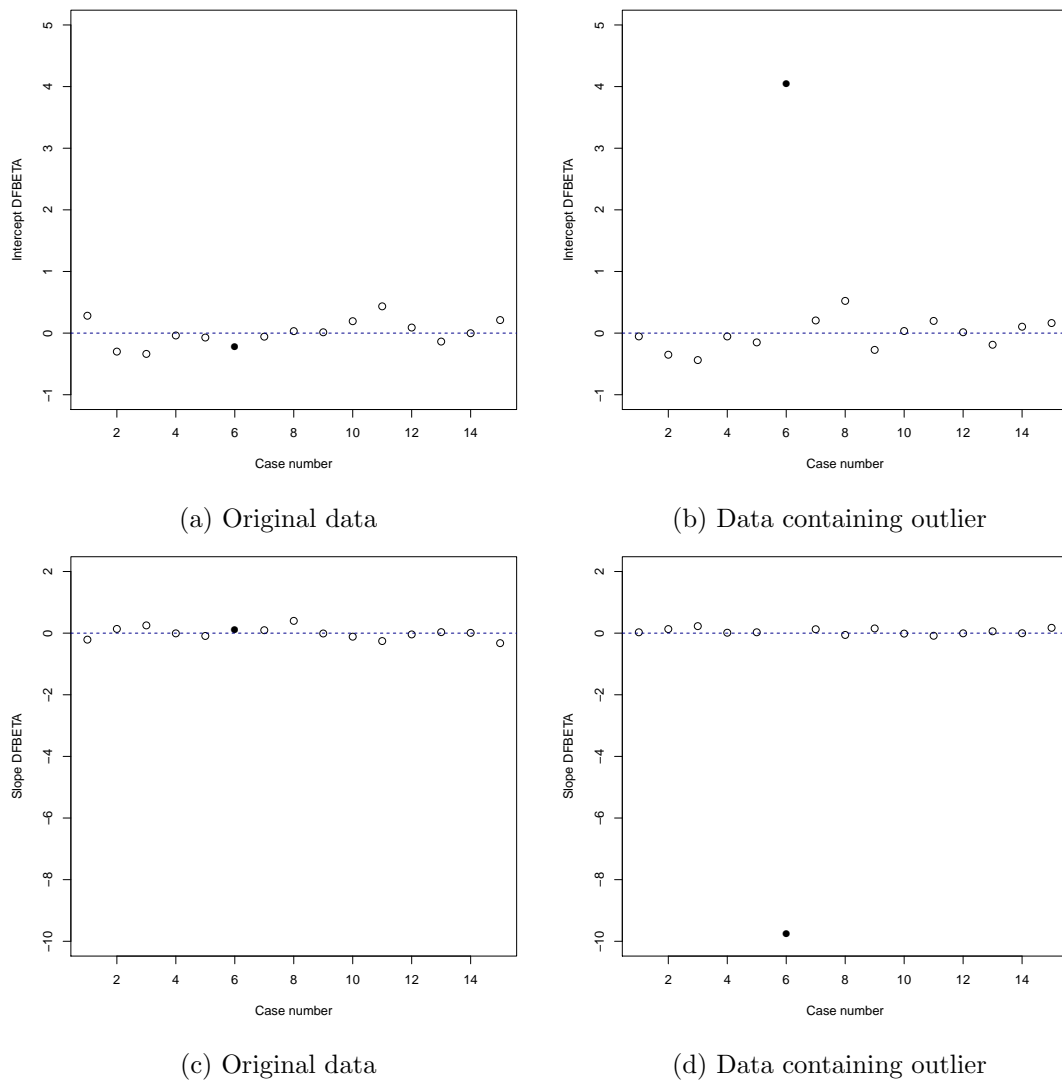 5
4
3
2
1
0
−1
Intercept DFBETA
2 4 6 8 10 12 14
Case number
(a) Original data
5
4
3
2
1
0
−1
Intercept DFBETA
2 4 6 8 10 12 14
Case number
(b) Data containing outlier
2
0
−2
−4
−6
−8
−10
Slope DFBETA
2 4 6 8 10 12 14
Case number
(c) Original data
2
0
−2
−4
−6
−8
−10
Slope DFBETA
2 4 6 8 10 12 14
Case number
(d) Data containing outlier